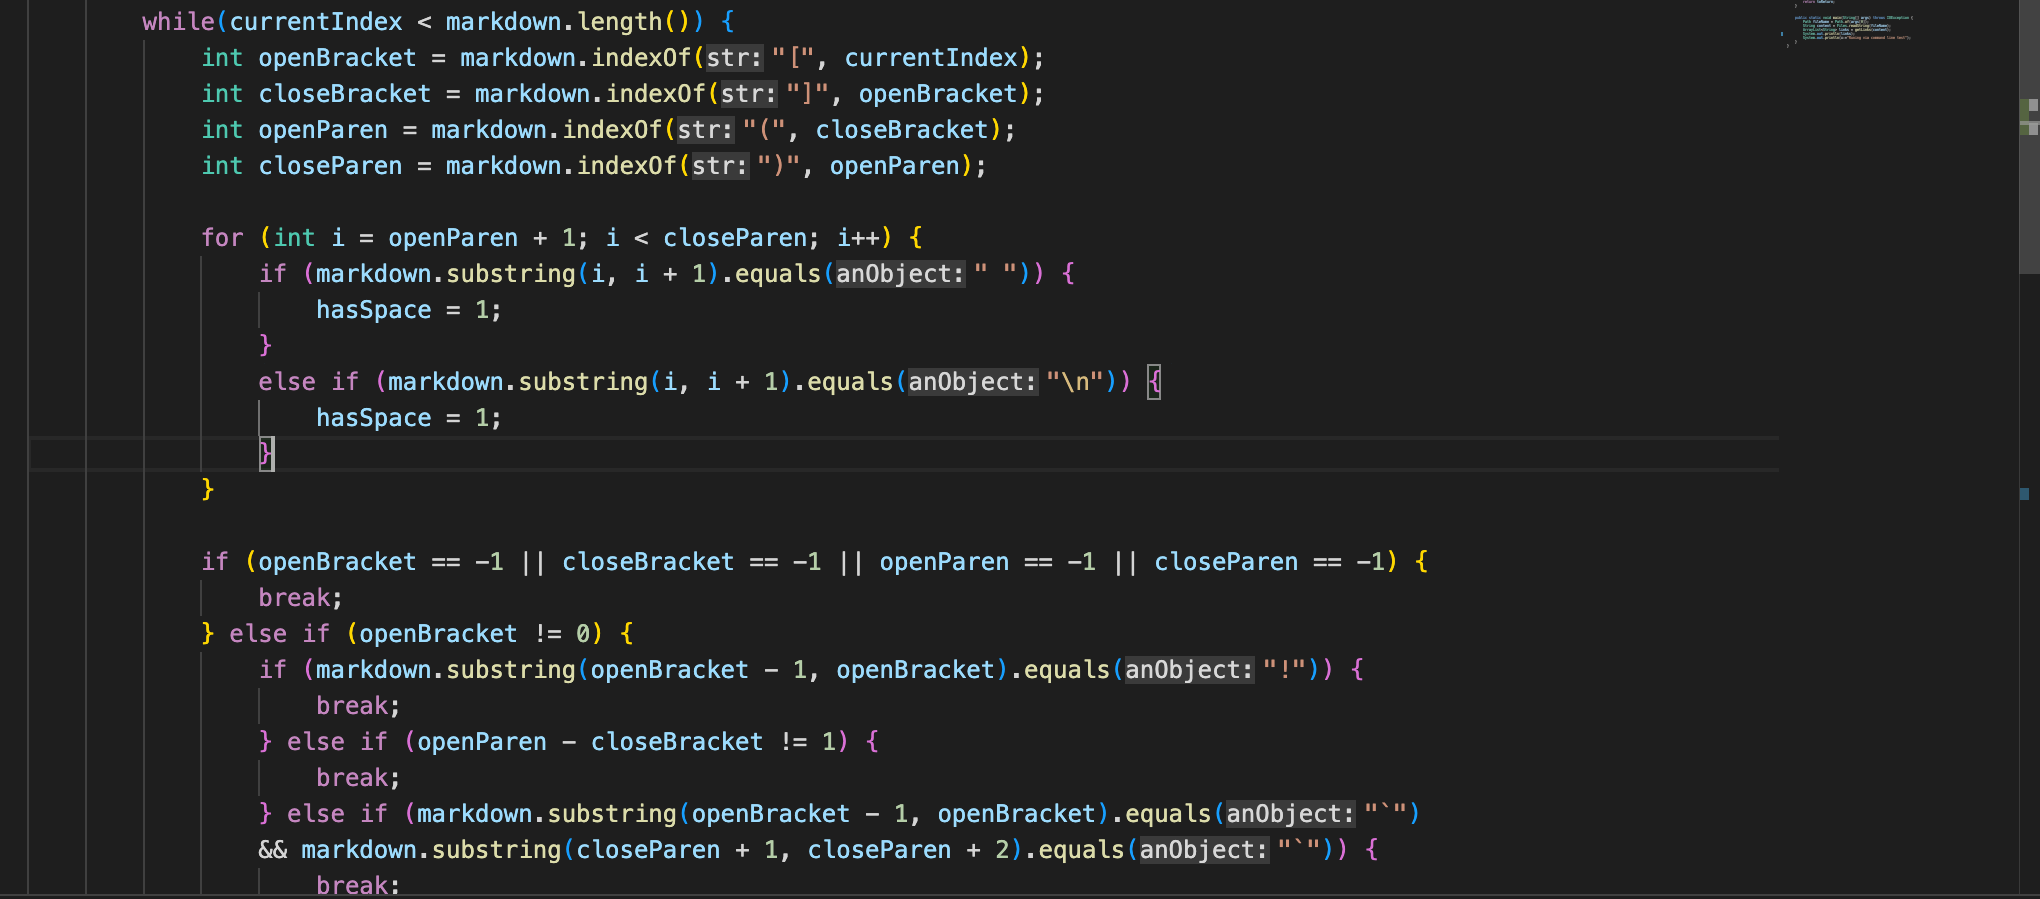 while(currentIndex < markdown.length()) {
int openBracket = markdown.indexOf(str: "[", currentIndex);
int closeBracket = markdown.indexOf(str: "]", openBracket);
int openParen = markdown.indexOf(str: "(", closeBracket);
int closeParen = markdown.indexOf(str: ")", openParen);
for (int i = openParen + 1; i < closeParen; i++) {
if (markdown.substring(i, i + 1).equals(anObject: " ")) {
hasSpace = 1;
}
else if (markdown.substring(i, i + 1).equals(anObject: "\n")) {
hasSpace = 1;
}
}
if (openBracket == -1 || closeBracket == -1 || openParen == -1 || closeParen == -1) {
break;
} else if (openBracket != 0) {
if (markdown.substring(openBracket - 1, openBracket).equals(anObject: "!")) {
break;
} else if (openParen - closeBracket != 1) {
break;
} else if (markdown.substring(openBracket - 1, openBracket).equals(anObject: "`")
&& markdown.substring(closeParen + 1, closeParen + 2).equals(anObject: "`")) {
break;